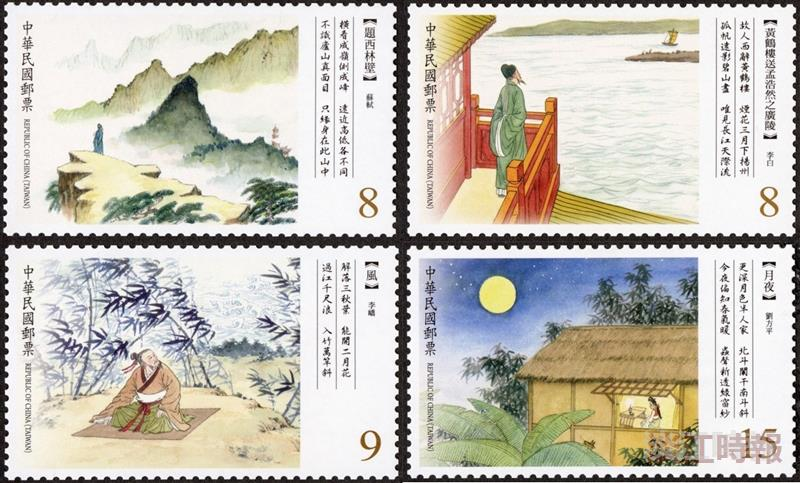 中華民國郵票
REPUBLIC OF CHINA (TAIWAN)
【題西林壁】
蘇軾
橫看成嶺側成峰 遠近高低各不同
不識廬山真面目 只緣身在此山中
8
中華民國郵票
REPUBLIC OF CHINA (TAIWAN)
【黃鶴樓送孟浩然之廣陵】
李白
故人西辭黃鶴樓 煙花三月下揚州
孤帆遠影碧山盡 唯見長江天際流
8
中華民國郵票
REPUBLIC OF CHINA (TAIWAN)
【風】
李嶠
解落三秋葉 能開二月花
過江千尺浪 入竹萬竿斜
9
中華民國郵票
REPUBLIC OF CHINA (TAIWAN)
【月夜】
劉方平
更深月色半人家 北斗闌干南斗斜
今夜偏知春氣暖 蟲聲新透綠窗紗
15
工時報